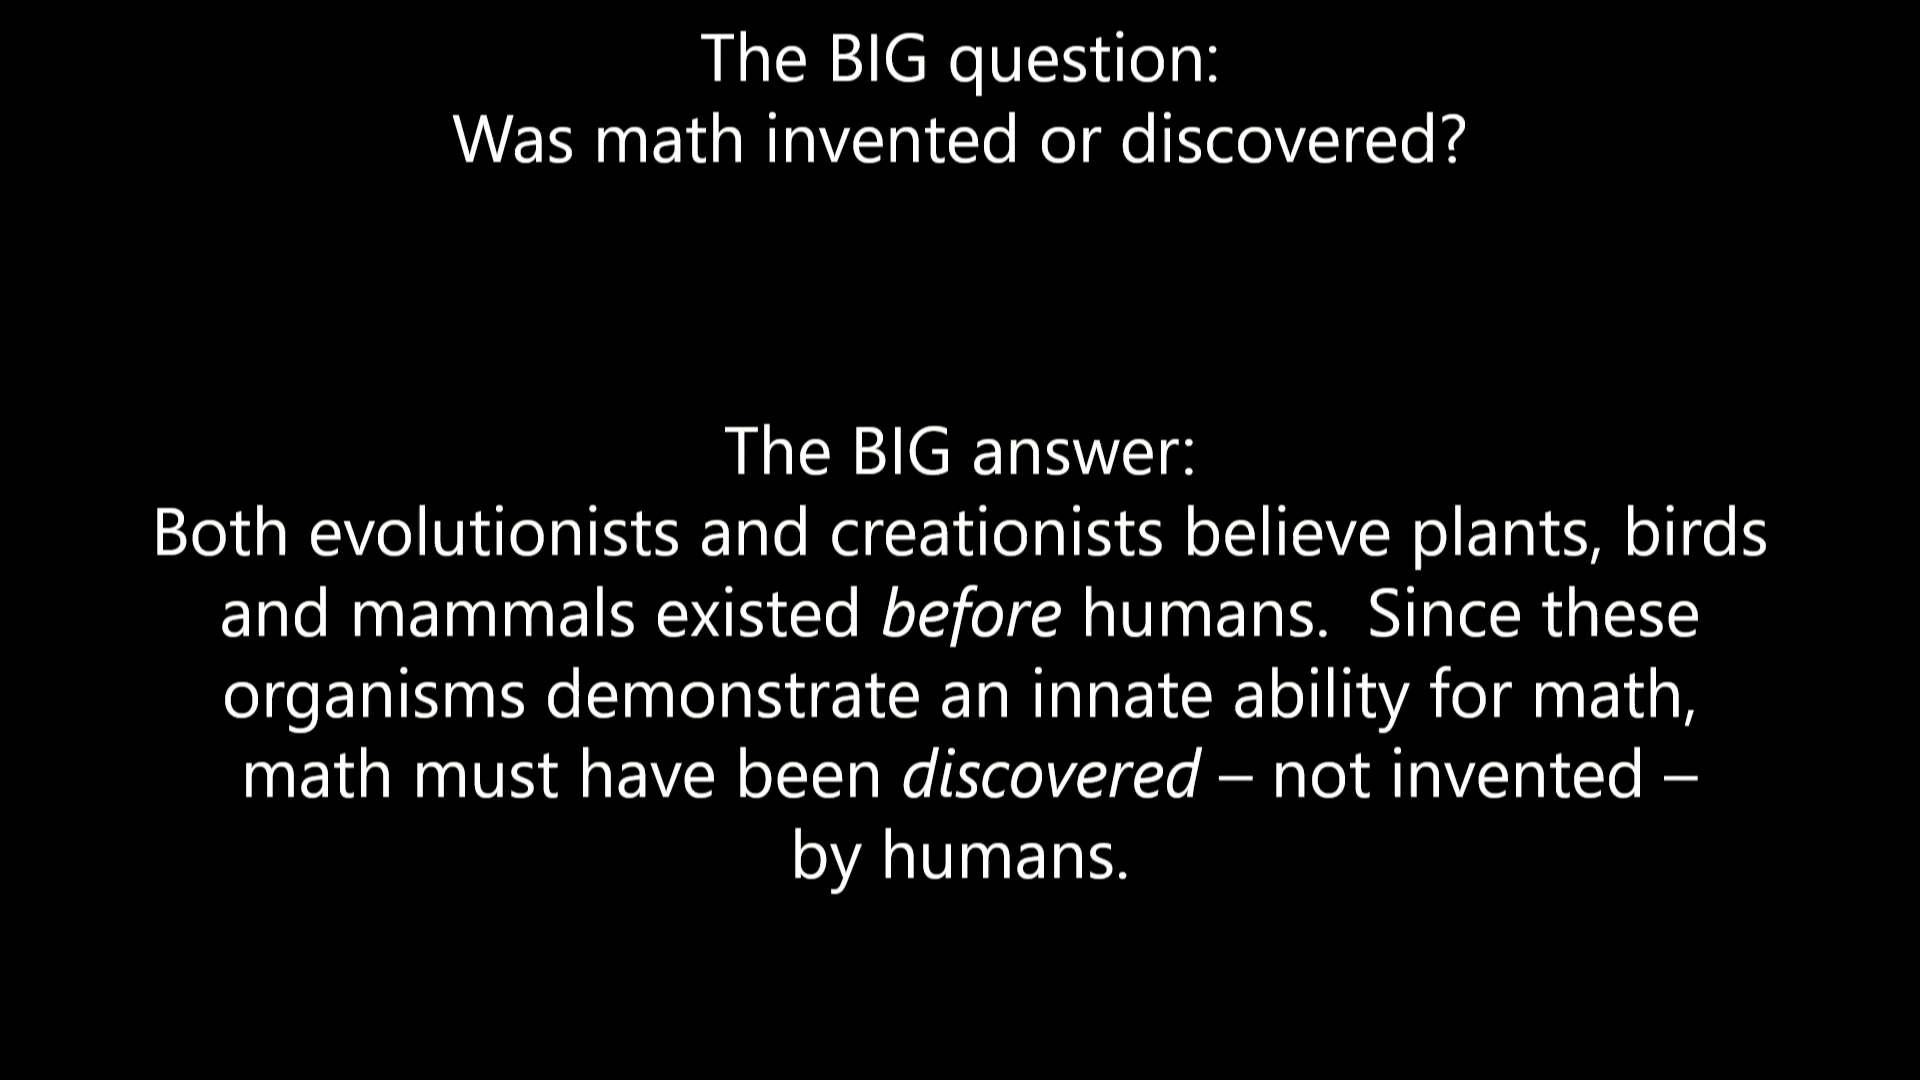 The BIG question:
Was math invented or discovered?
The BIG answer:
Both evolutionists and creationists believe plants, birds
and mammals existed before humans.  Since these
organisms demonstrate an innate ability for math,
math must have been discovered – not invented –
by humans.